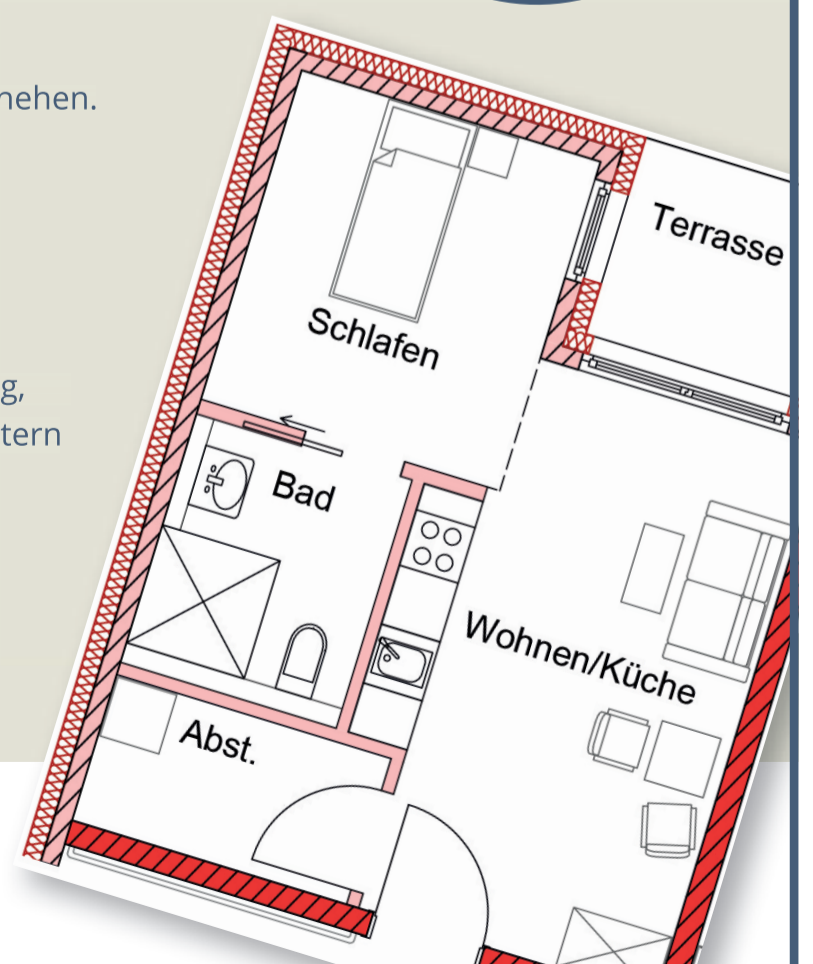 nehen.
g,
tern
Terrasse
Schlafen
Bad
Wohnen/Küche
Abst.